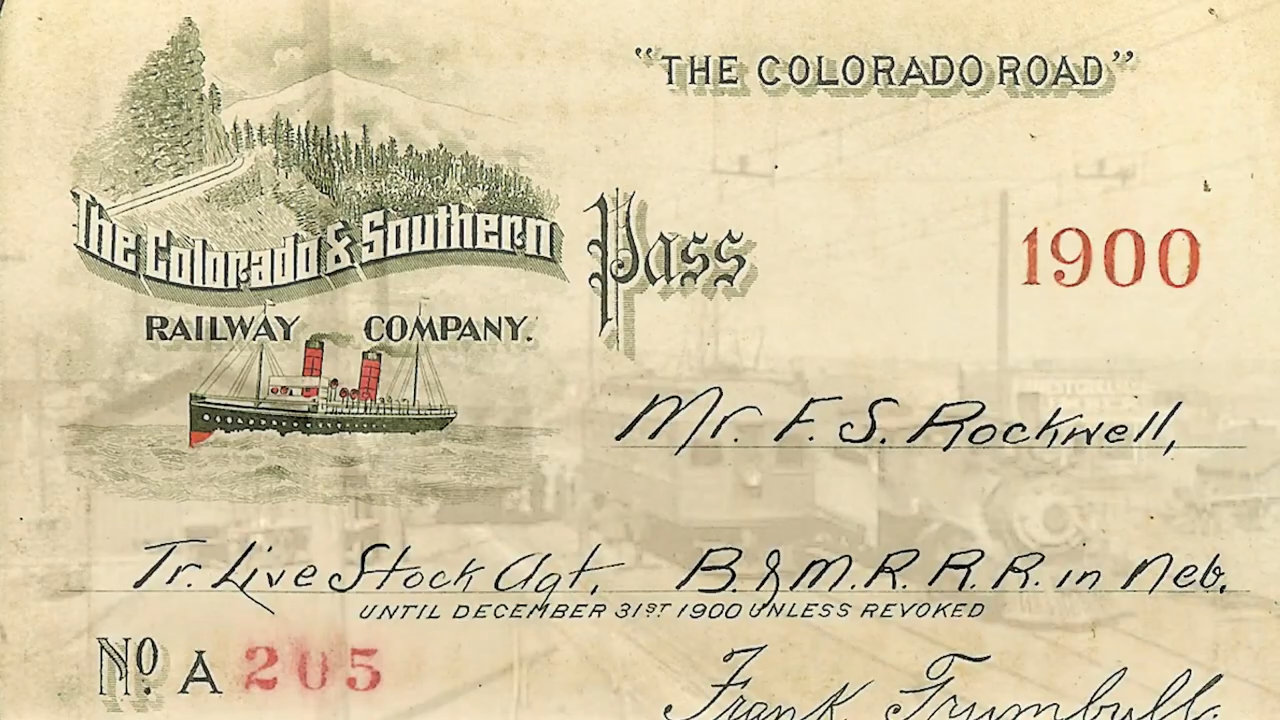 "THE COLORADO ROAD"
The Colorado & Southern
RAILWAY COMPANY.
Pass
1900
Mr. F. S. Rockwell,
Tr. Live Stock Agt. B. & M. R. R. R. in Neb.
UNTIL DECEMBER 31ST 1900 UNLESS REVOKED
No. A 205
Frank Trumbull